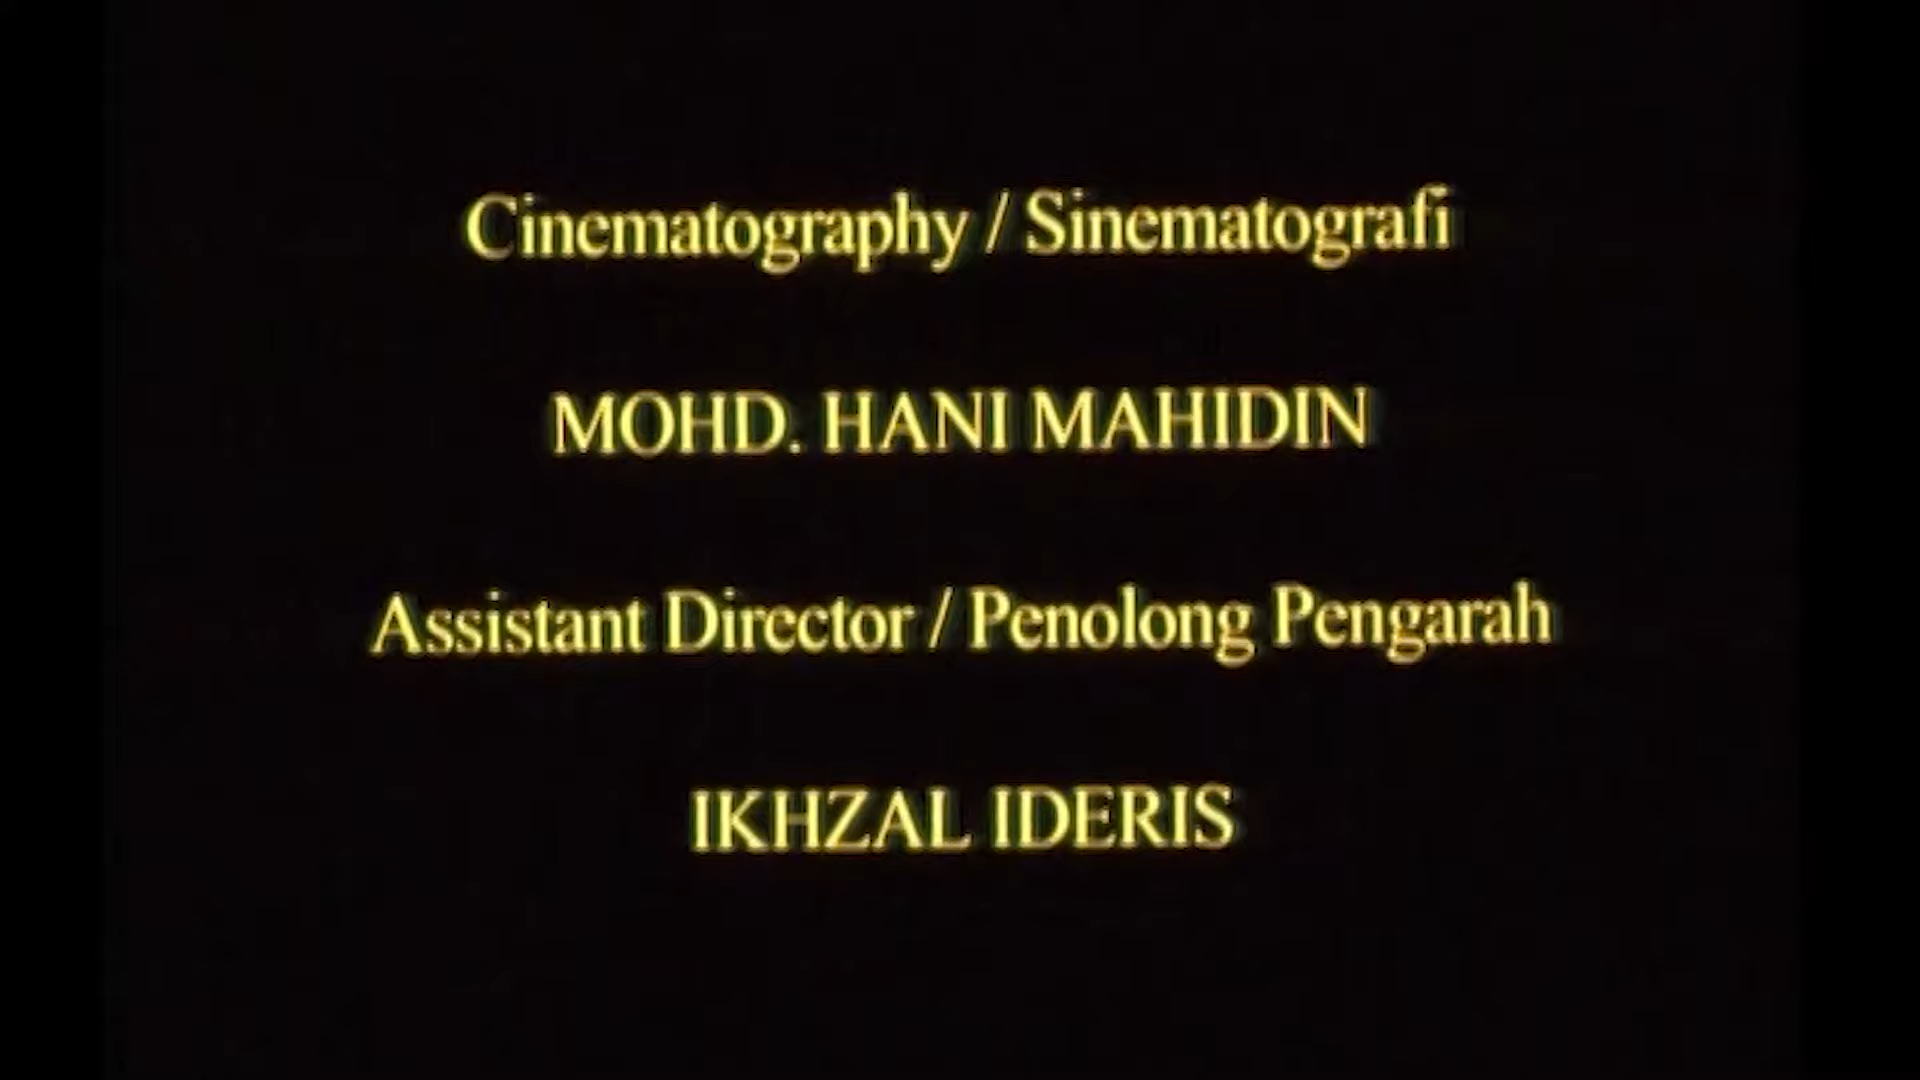 Cinematography / Sinematografi
MOHD. HANI MAHIDIN
Assistant Director / Penolong Pengarah
IKHZAL IDERIS